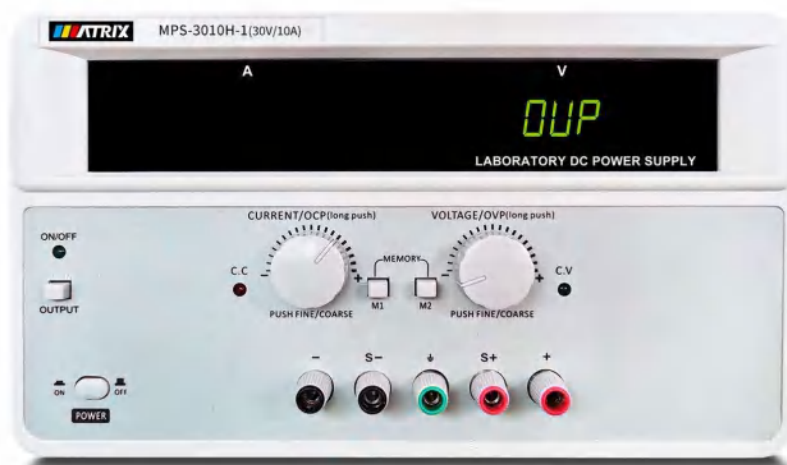 MATRIX MPS-3010H-1(30V/10A)
A V
OUP
LABORATORY DC POWER SUPPLY
CURRENT/OCP(long push) VOLTAGE/OVP(long push)
ON/OFF
C.C - + MEMORY - + C.V
OUTPUT
M1 M2
PUSH FINE/COARSE PUSH FINE/COARSE
- S- S+ +
ON OFF
POWER